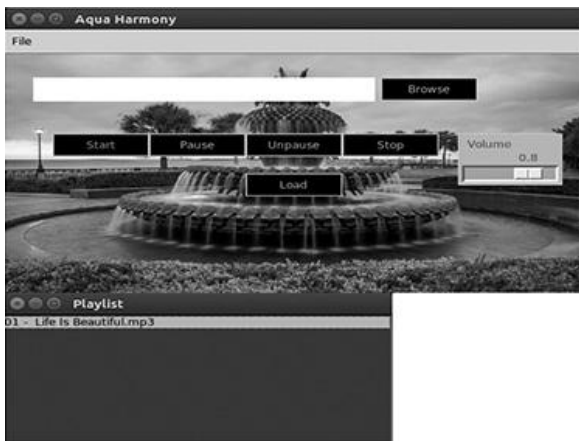 Aqua Harmony
File
Browse
Start Pause Unpause Stop Volume
0.8
Load
Playlist
01 - Life Is Beautiful.mp3